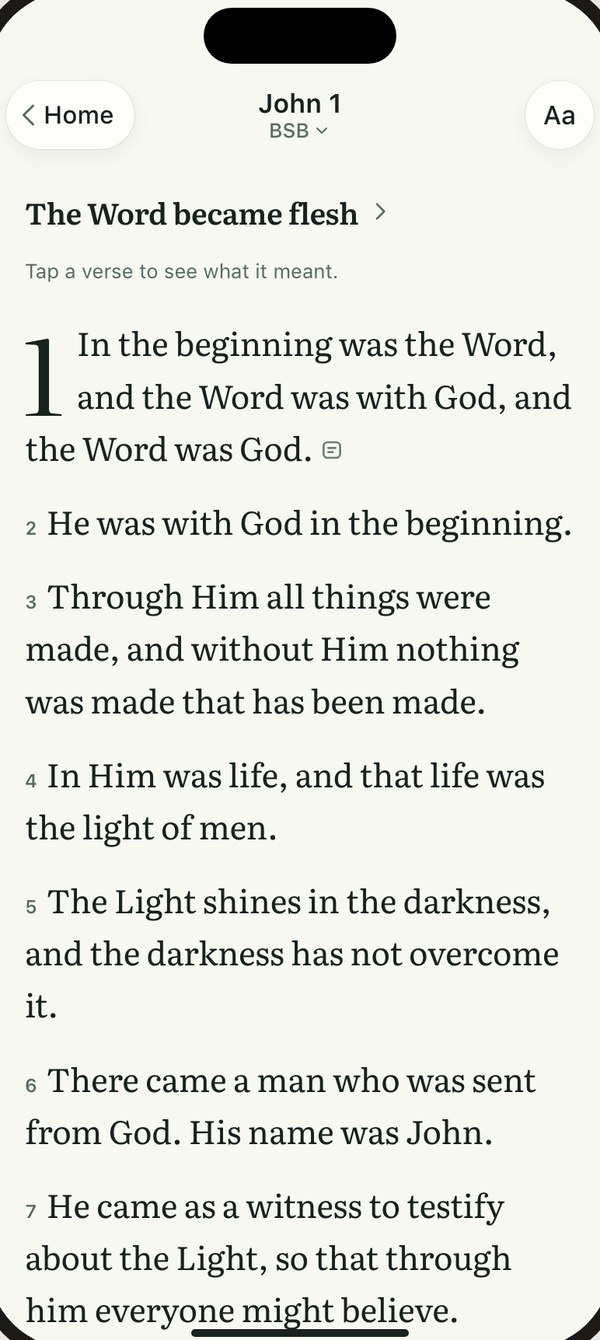 Home
John 1
BSB
Aa
The Word became flesh
Tap a verse to see what it meant.
1 In the beginning was the Word,
and the Word was with God, and
the Word was God.
2 He was with God in the beginning.
3 Through Him all things were
made, and without Him nothing
was made that has been made.
4 In Him was life, and that life was
the light of men.
5 The Light shines in the darkness,
and the darkness has not overcome
it.
6 There came a man who was sent
from God. His name was John.
7 He came as a witness to testify
about the Light, so that through
him everyone might believe.